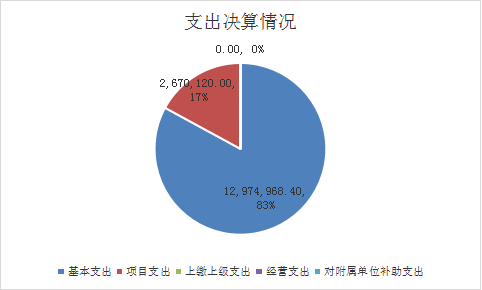 支出决算情况
0.00, 0%
2,670,120.00,
17%
12,974,968.40,
83%
基本支出 项目支出 上缴上级支出 经营支出 对附属单位补助支出